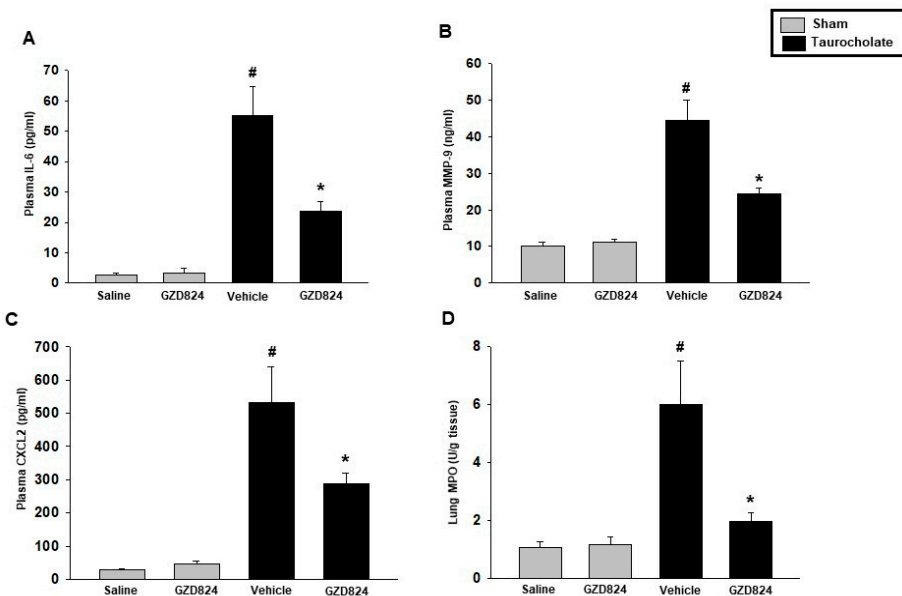 Sham
Taurocholate
A
Plasma IL-6 (pg/ml)
70
60
50
40
30
20
10
0
#
*
Saline GZD824 Vehicle GZD824
B
Plasma MMP-9 (ng/ml)
60
50
40
30
20
10
0
#
*
Saline GZD824 Vehicle GZD824
C
Plasma CXCL2 (pg/ml)
700
600
500
400
300
200
100
0
#
*
Saline GZD824 Vehicle GZD824
D
Lung MPO (U/g tissue)
8
6
4
2
0
#
*
Saline GZD824 Vehicle GZD824